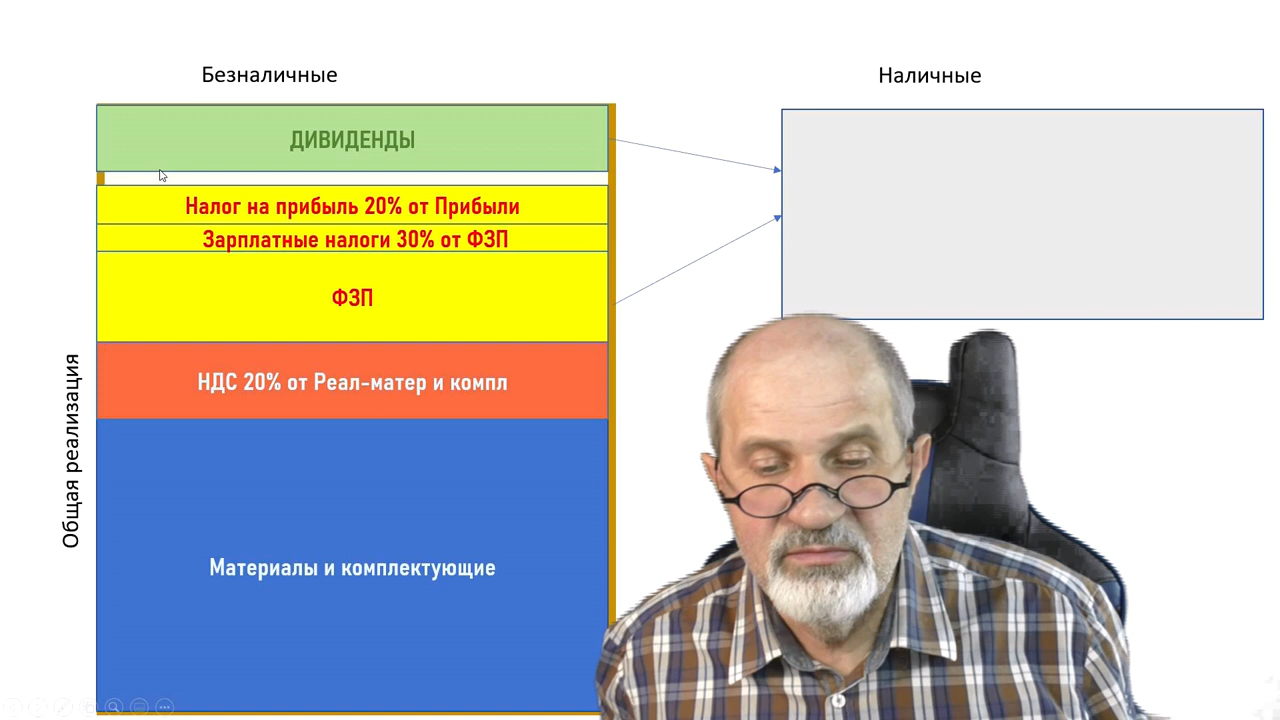 Безналичные
Наличные
ДИВИДЕНДЫ
Налог на прибыль 20% от Прибыли
Зарплатные налоги 30% от ФЗП
ФЗП
НДС 20% от Реал-матер и компл
Общая реализация
Материалы и комплектующие